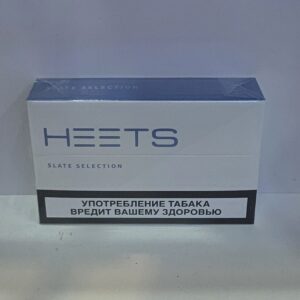 SLATE SELECTION
HEETS
SLATE SELECTION
УПОТРЕБЛЕНИЕ ТАБАКА
ВРЕДИТ ВАШЕМУ ЗДОРОВЬЮ